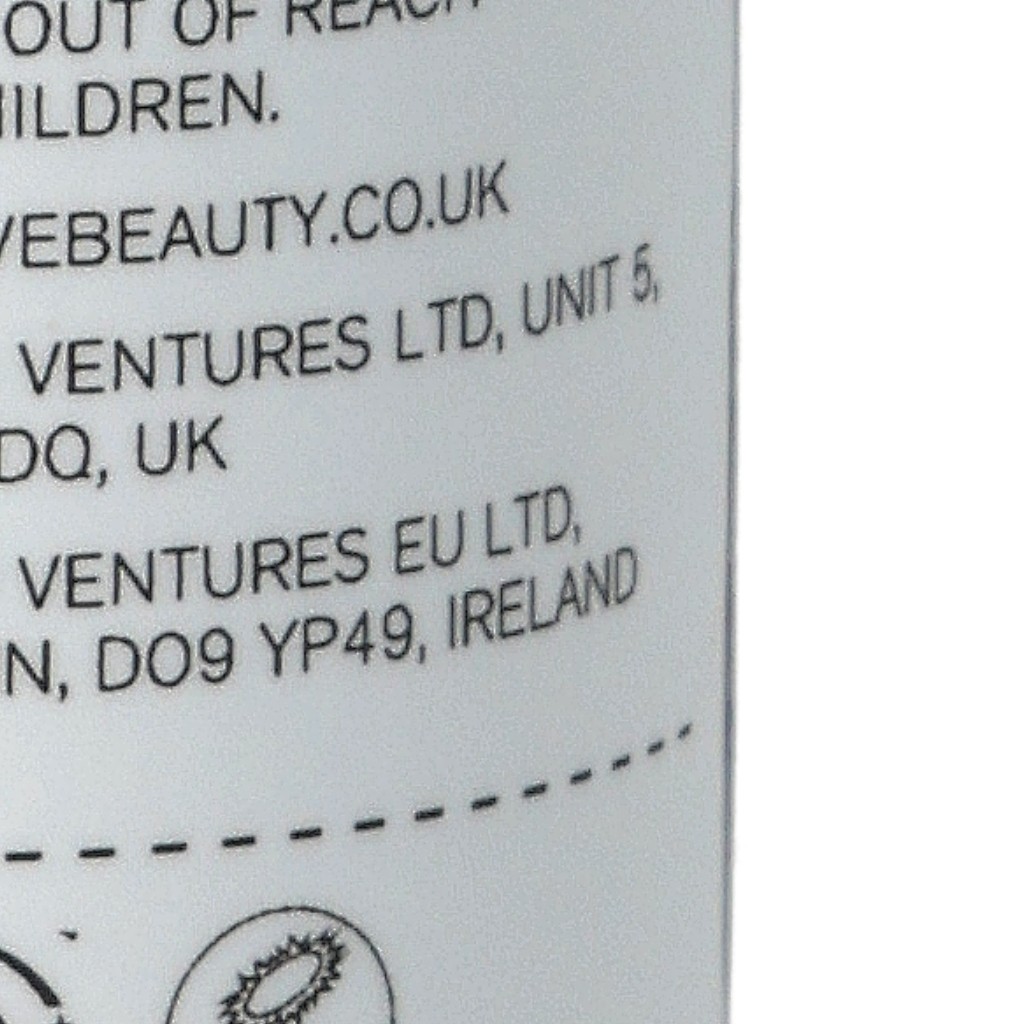 OUT OF REACH
HILDREN.
VEBEAUTY.CO.UK
VENTURES LTD, UNIT 5,
DQ, UK
VENTURES EU LTD,
N, DO9 YP49, IRELAND